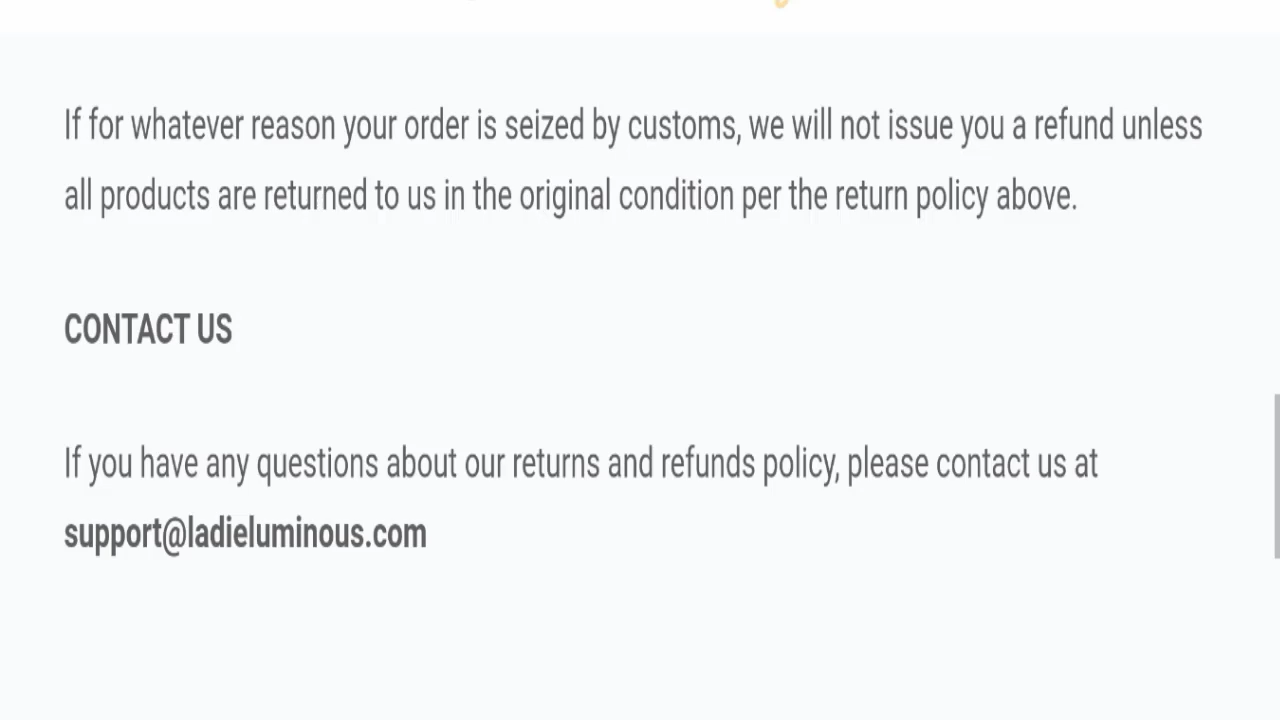 If for whatever reason your order is seized by customs, we will not issue you a refund unless
all products are returned to us in the original condition per the return policy above.
CONTACT US
If you have any questions about our returns and refunds policy, please contact us at
support@ladieluminous.com